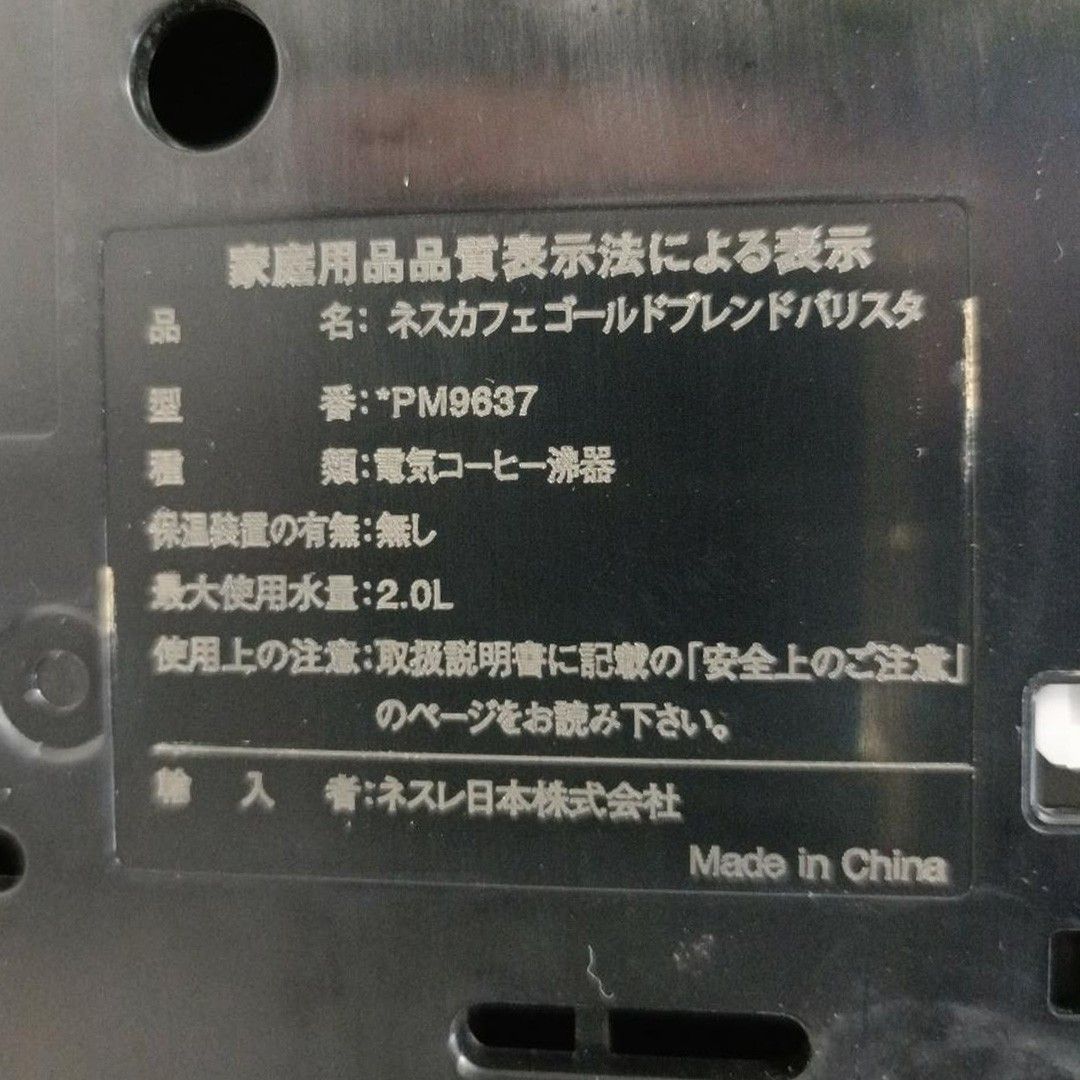 家庭用品品質表示法による表示
品名:ネスカフェゴールドブレンドバリスタ
型番:*PM9637
種類:電気コーヒー沸器
保温装置の有無:無し
最大使用水量:2.0L
使用上の注意:取扱説明書に記載の「安全上のご注意」
のページをお読み下さい。
輸入者:ネスレ日本株式会社
Made in China